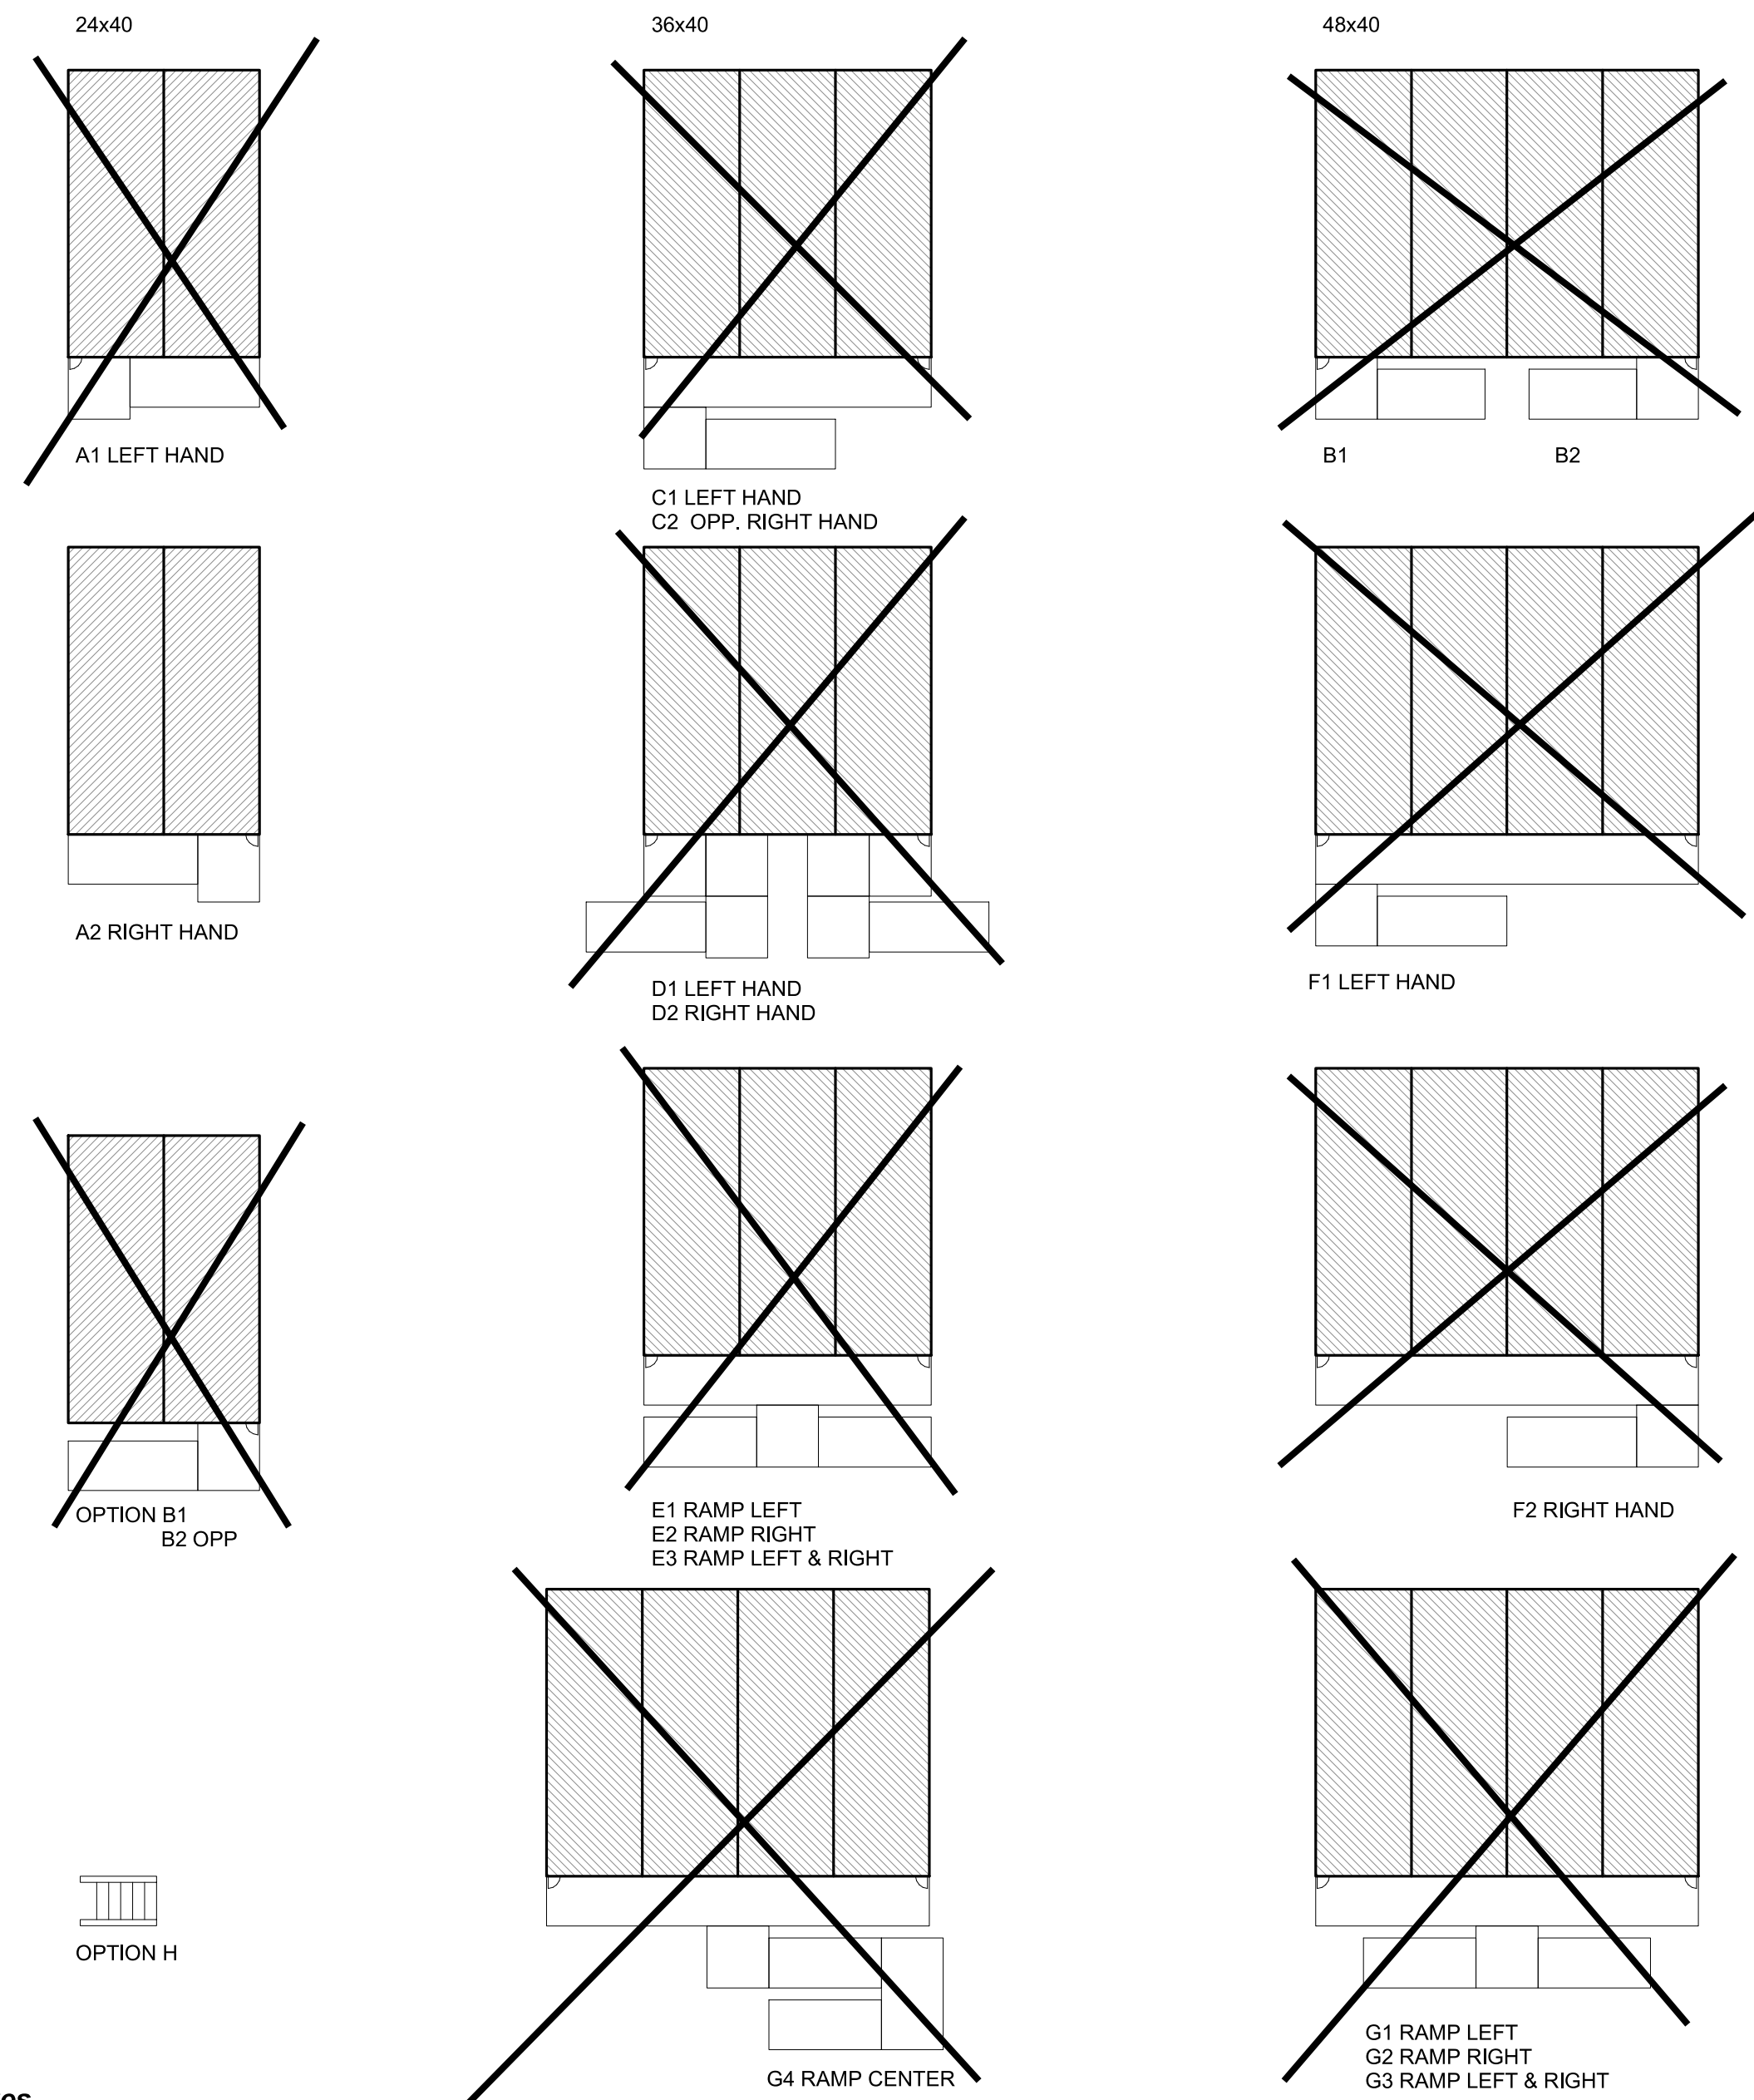 24x40
36x40
48x40
A1 LEFT HAND
B1
B2
C1 LEFT HAND
C2 OPP. RIGHT HAND
A2 RIGHT HAND
D1 LEFT HAND
D2 RIGHT HAND
F1 LEFT HAND
OPTION B1
B2 OPP
E1 RAMP LEFT
E2 RAMP RIGHT
E3 RAMP LEFT & RIGHT
F2 RIGHT HAND
OPTION H
G4 RAMP CENTER
G1 RAMP LEFT
G2 RAMP RIGHT
G3 RAMP LEFT & RIGHT